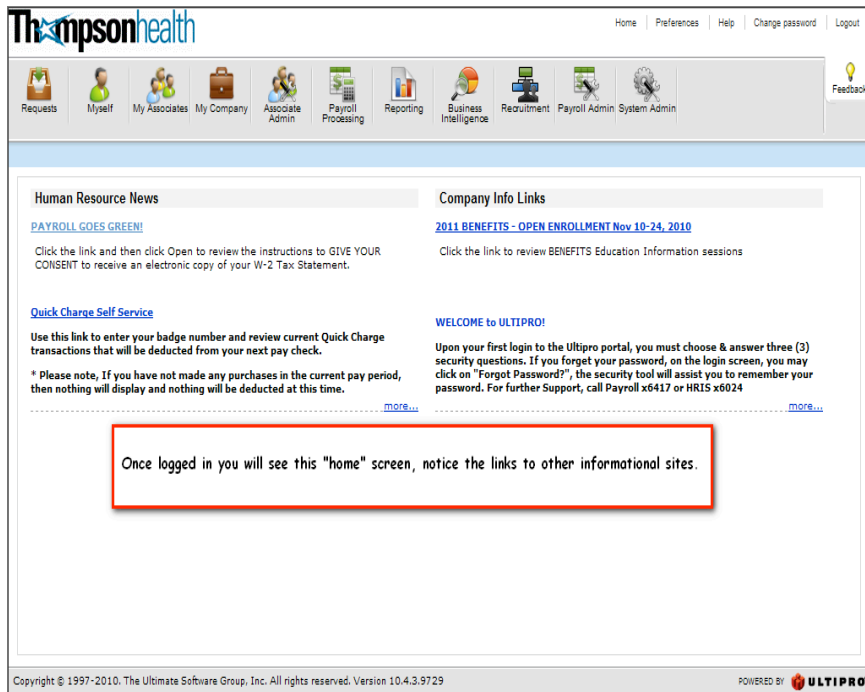 Thompsonhealth
Home Preferences Help Change password Logout
Requests
Myself
My Associates
My Company
Associate
Admin
Payroll
Processing
Reporting
Business
Intelligence
Recruitment
Payroll Admin
System Admin
Feedback
Human Resource News
PAYROLL GOES GREEN!
Click the link and then click Open to review the instructions to GIVE YOUR
CONSENT to receive an electronic copy of your W-2 Tax Statement.
Quick Charge Self Service
Use this link to enter your badge number and review current Quick Charge
transactions that will be deducted from your next pay check.
* Please note, If you have not made any purchases in the current pay period,
then nothing will display and nothing will be deducted at this time.
more...
Company Info Links
2011 BENEFITS - OPEN ENROLLMENT Nov 10-24, 2010
Click the link to review BENEFITS Education Information sessions
WELCOME to ULTIPRO!
Upon your first login to the Ultipro portal, you must choose & answer three (3)
security questions. If you forget your password, on the login screen, you may
click on "Forgot Password?", the security tool will assist you to remember your
password. For further Support, call Payroll x6417 or HRIS x6024
more...
Once logged in you will see this "home" screen, notice the links to other informational sites.
Copyright © 1997-2010. The Ultimate Software Group, Inc. All rights reserved. Version 10.4.3.9729
POWERED BY ULTIPRO